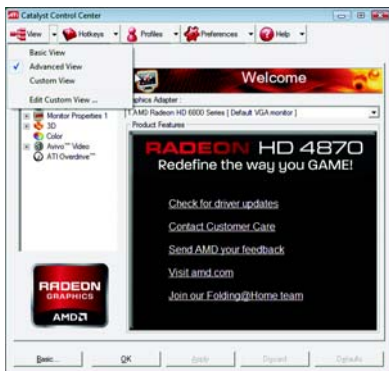 Catalyst Control Center
View Hotkeys Profiles Preferences Help
Basic View
Advanced View
Custom View
Edit Custom View ...
Welcome
Graphics Adapter
1. AMD Radeon HD 6800 Series [ Default VGA monitor ]
Monitor Properties 1
3D
Color
Avivo™ Video
ATI Overdrive™
Product Features
RADEON HD 4870
Redefine the way you GAME!
Check for driver updates
Contact Customer Care
Send AMD your feedback
Visit amd.com
Join our Folding@Home team
RADEON
GRAPHICS
AMD
Basic...
OK
Apply
Discard
Defaults